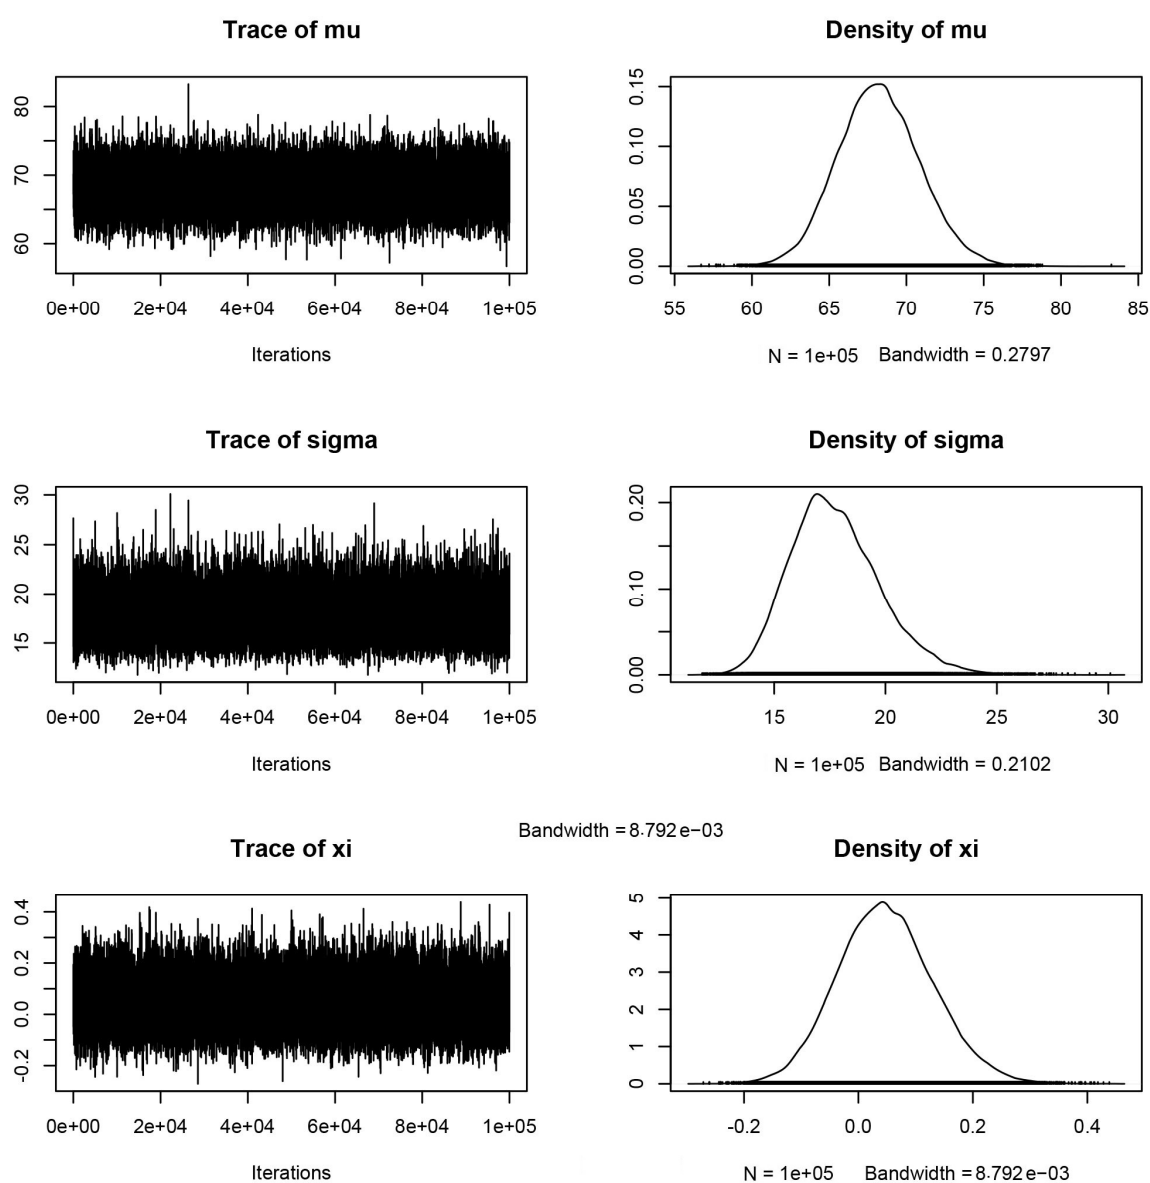 Trace of mu
Density of mu
80
70
60
0e+00 2e+04 4e+04 6e+04 8e+04 1e+05
Iterations
0.15
0.10
0.05
0.00
55 60 65 70 75 80 85
N = 1e+05 Bandwidth = 0.2797
Trace of sigma
Density of sigma
30
25
20
15
0e+00 2e+04 4e+04 6e+04 8e+04 1e+05
Iterations
0.20
0.10
0.00
15 20 25 30
N = 1e+05 Bandwidth = 0.2102
Bandwidth = 8.792e−03
Trace of xi
Density of xi
0.4
0.2
0.0
-0.2
0e+00 2e+04 4e+04 6e+04 8e+04 1e+05
Iterations
5
4
3
2
1
0
-0.2 0.0 0.2 0.4
N = 1e+05 Bandwidth = 8.792e−03